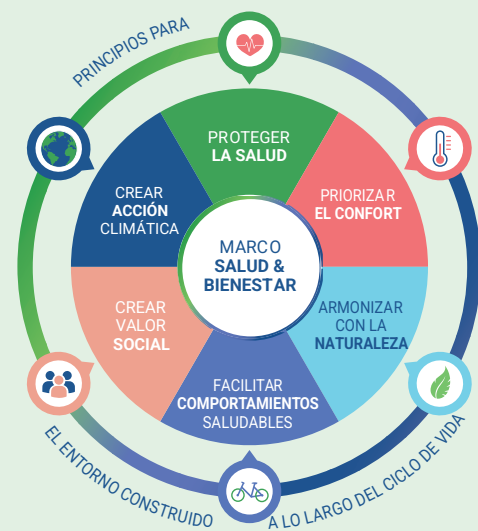 PRINCIPIOS PARA
PROTEGER
LA SALUD
PRIORIZAR
EL CONFORT
ARMONIZAR
CON LA
NATURALEZA
FACILITAR
COMPORTAMIENTOS
SALUDABLES
CREAR
VALOR
SOCIAL
CREAR
ACCIÓN
CLIMÁTICA
MARCO
SALUD &
BIENESTAR
EL ENTORNO CONSTRUIDO
A LO LARGO DEL CICLO DE VIDA